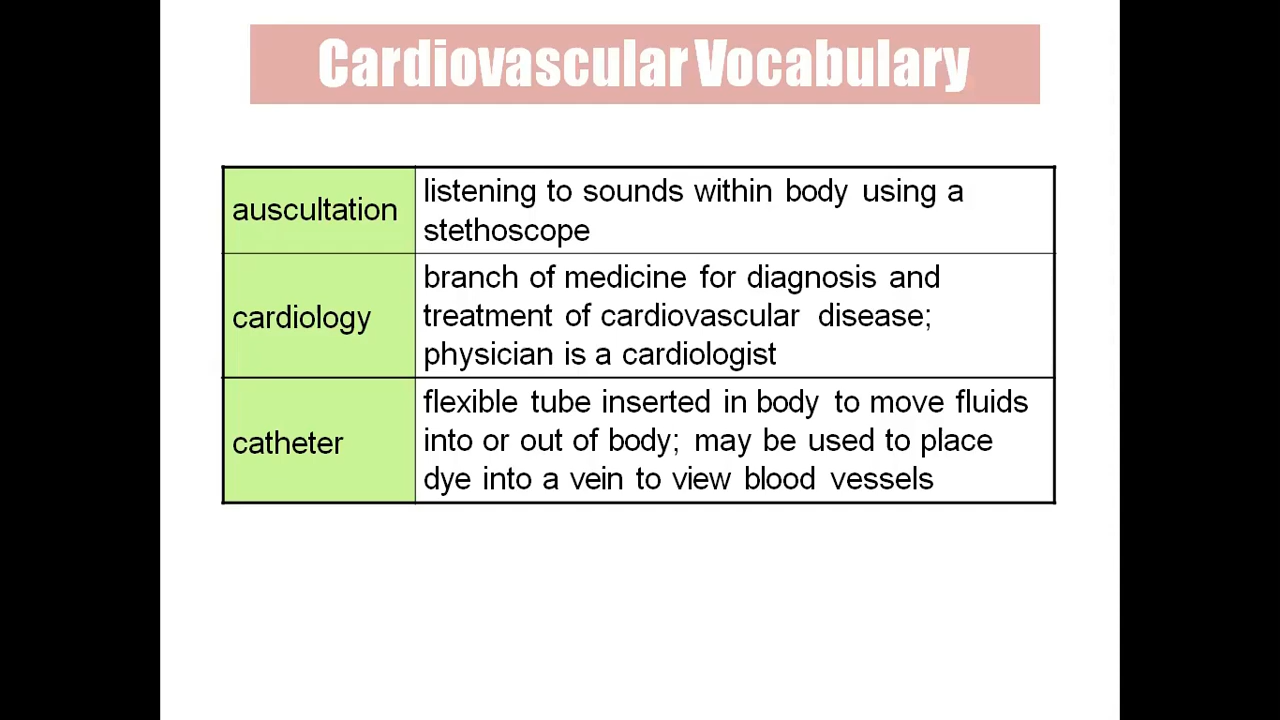 Cardiovascular Vocabulary
auscultation
listening to sounds within body using a
stethoscope
cardiology
branch of medicine for diagnosis and
treatment of cardiovascular disease;
physician is a cardiologist
catheter
flexible tube inserted in body to move fluids
into or out of body; may be used to place
dye into a vein to view blood vessels